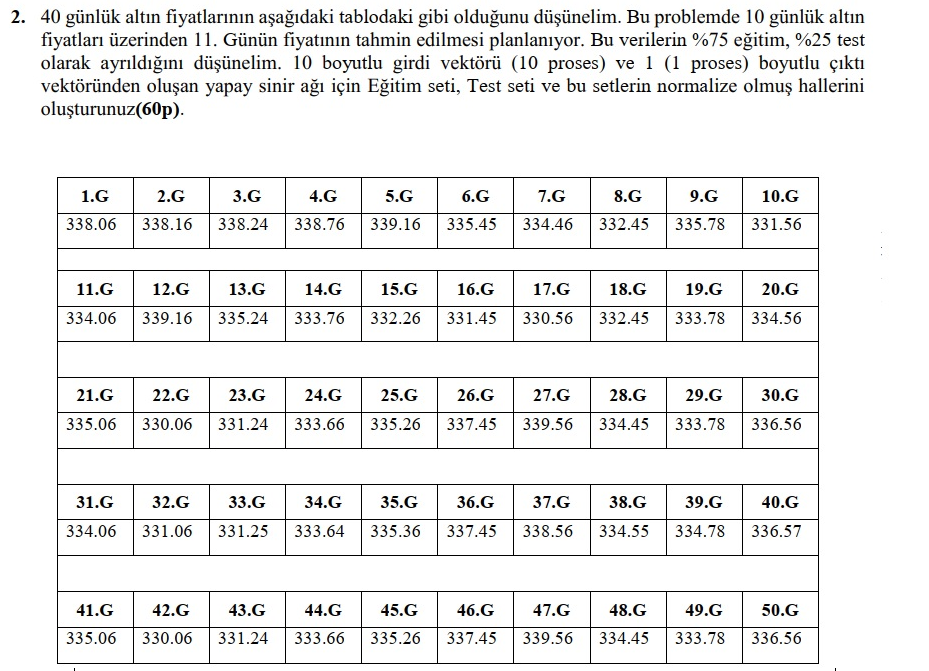 2. 40 günlük altın fiyatlarının aşağıdaki tablodaki gibi olduğunu düşünelim. Bu problemde 10 günlük altın
fiyatları üzerinden 11. Günün fiyatının tahmin edilmesi planlanıyor. Bu verilerin %75 eğitim, %25 test
olarak ayrıldığını düşünelim. 10 boyutlu girdi vektörü (10 proses) ve 1 (1 proses) boyutlu çıktı
vektöründen oluşan yapay sinir ağı için Eğitim seti, Test seti ve bu setlerin normalize olmuş hallerini
oluşturunuz(60p).
1.G 2.G 3.G 4.G 5.G 6.G 7.G 8.G 9.G 10.G
338.06 338.16 338.24 338.76 339.16 335.45 334.46 332.45 335.78 331.56
11.G 12.G 13.G 14.G 15.G 16.G 17.G 18.G 19.G 20.G
334.06 339.16 335.24 333.76 332.26 331.45 330.56 332.45 333.78 334.56
21.G 22.G 23.G 24.G 25.G 26.G 27.G 28.G 29.G 30.G
335.06 330.06 331.24 333.66 335.26 337.45 339.56 334.45 333.78 336.56
31.G 32.G 33.G 34.G 35.G 36.G 37.G 38.G 39.G 40.G
334.06 331.06 331.25 333.64 335.36 337.45 338.56 334.55 334.78 336.57
41.G 42.G 43.G 44.G 45.G 46.G 47.G 48.G 49.G 50.G
335.06 330.06 331.24 333.66 335.26 337.45 339.56 334.45 333.78 336.56